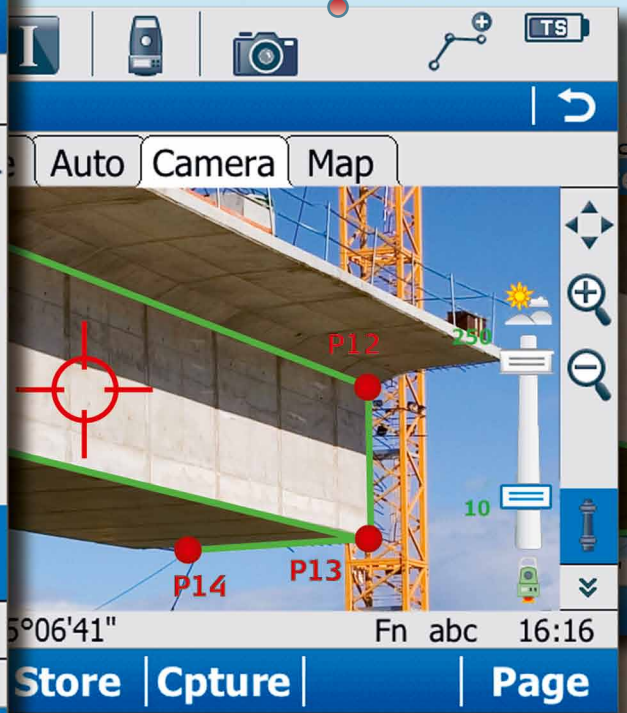 I TS
Auto Camera Map
250
P12
10
P13
P14
5°06'41" Fn abc 16:16
Store Cpture Page